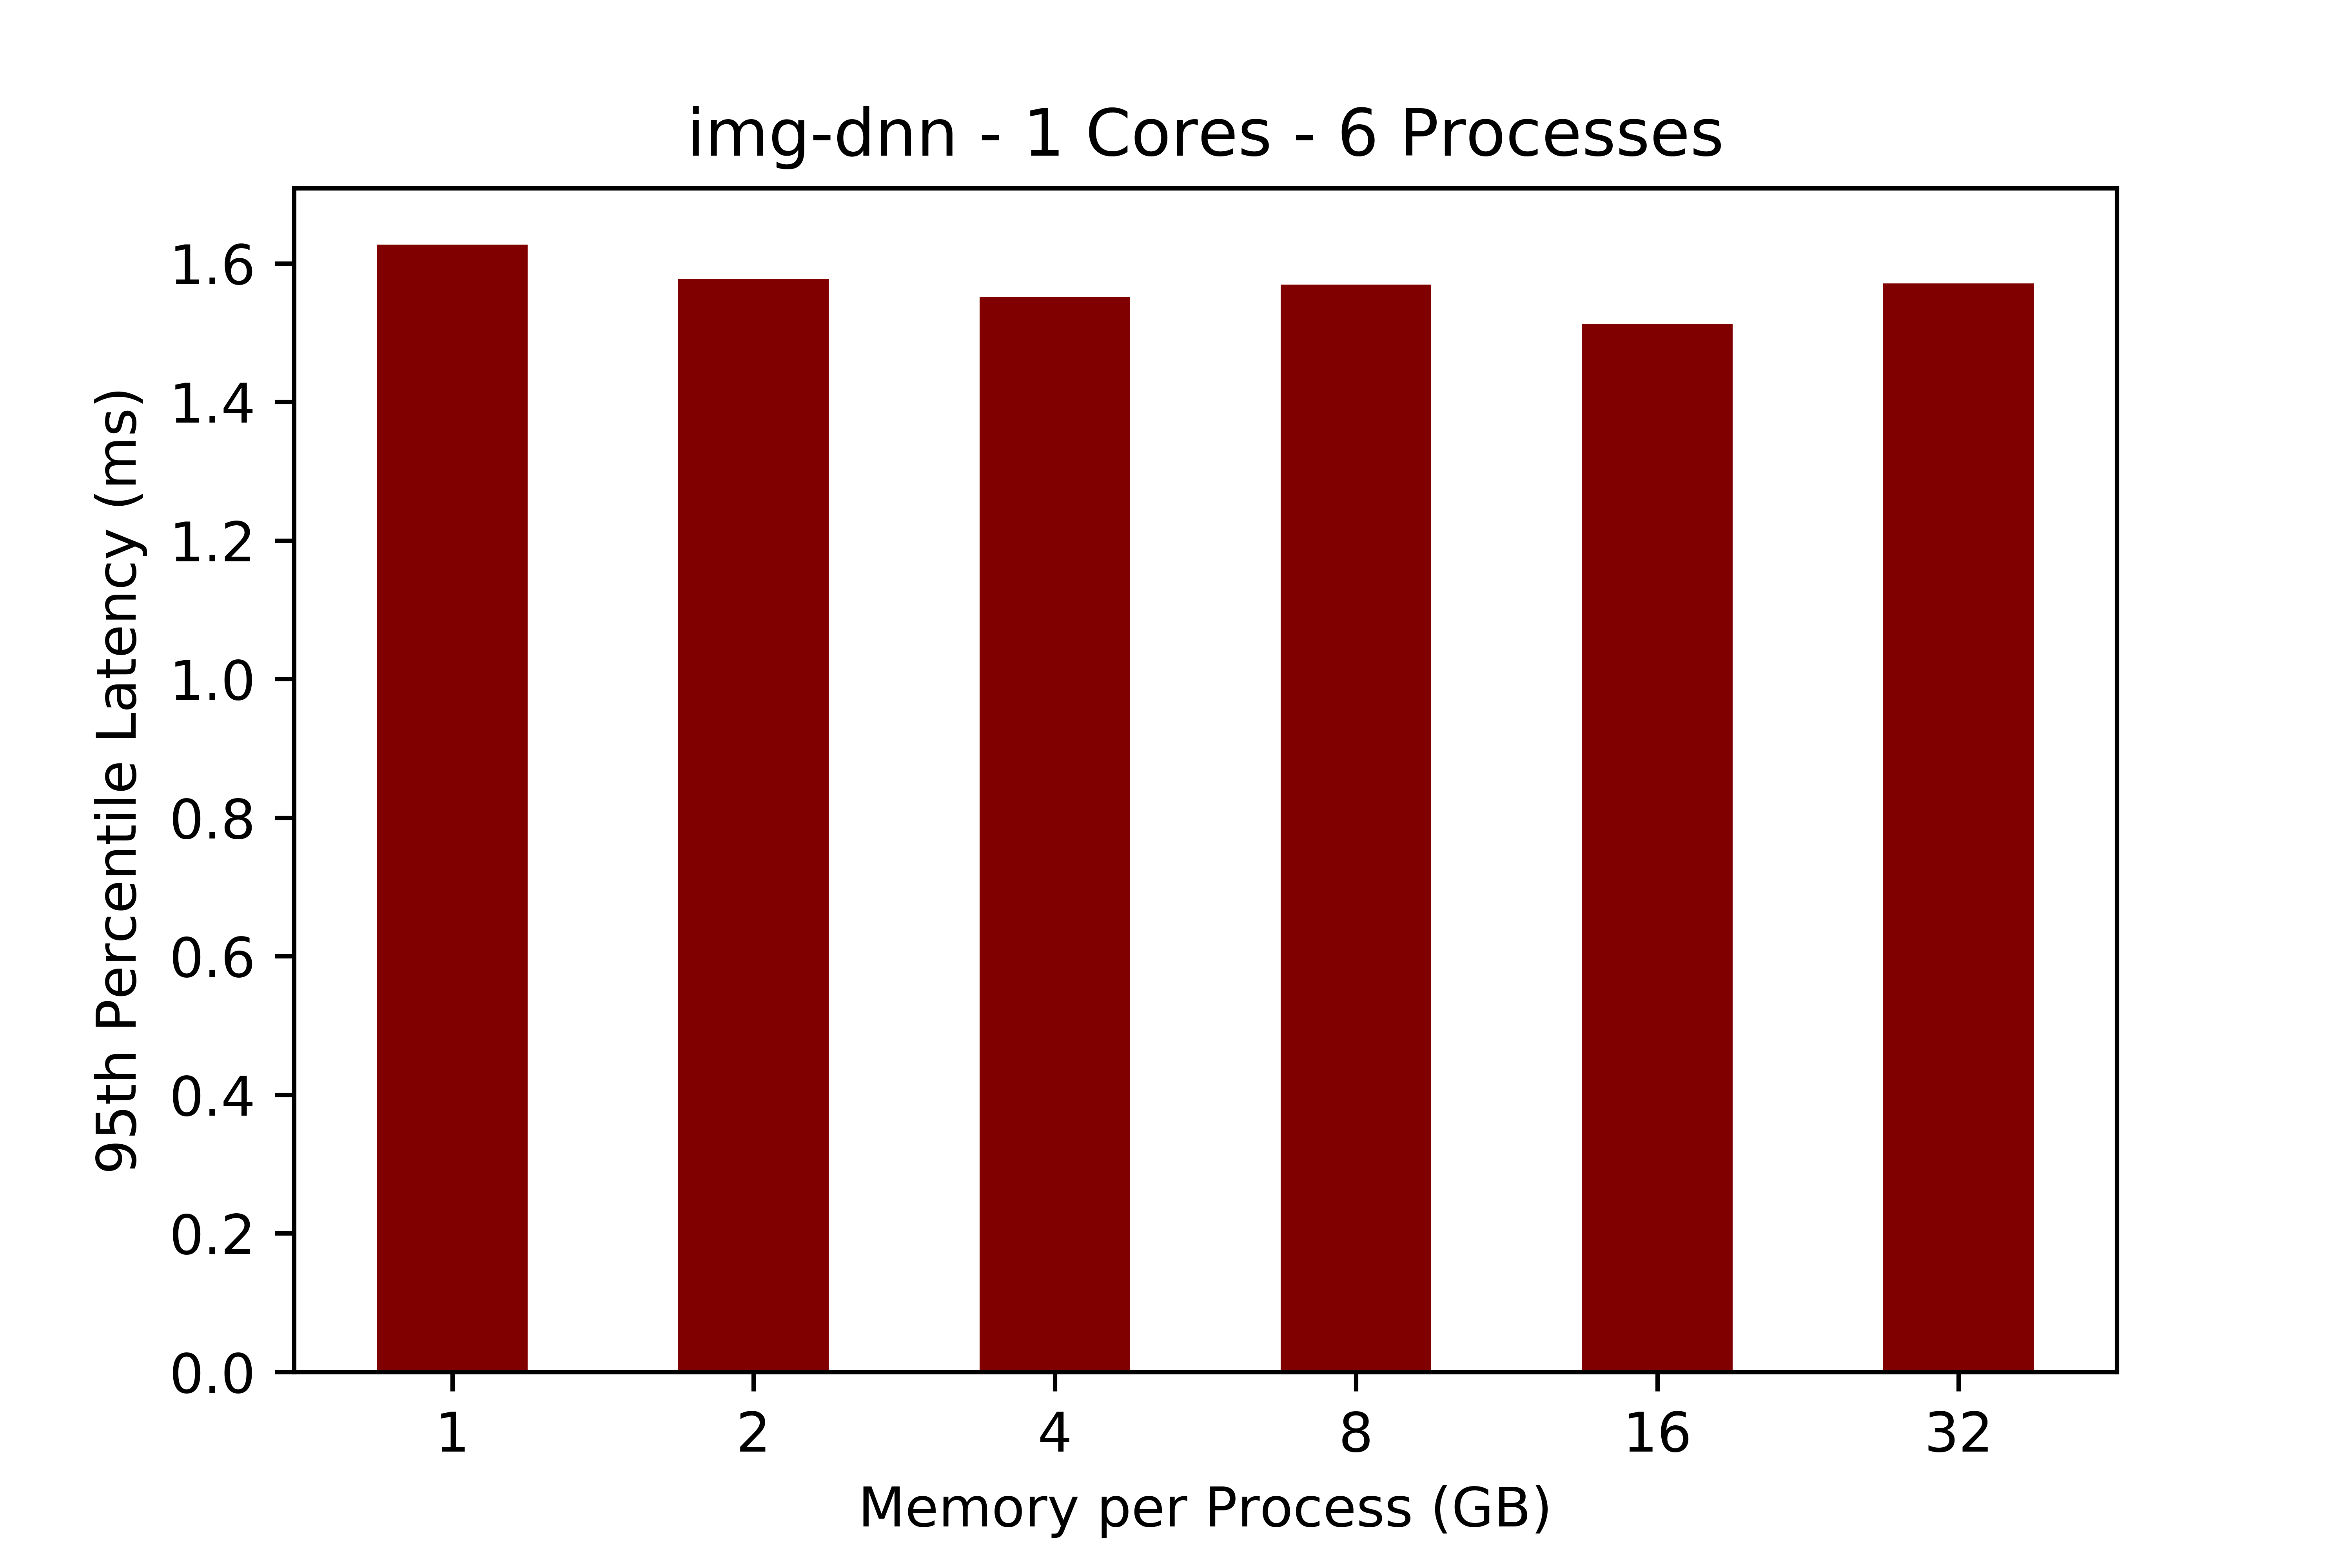 img-dnn - 1 Cores - 6 Processes
95th Percentile Latency (ms)
1.6
1.4
1.2
1.0
0.8
0.6
0.4
0.2
0.0
1 2 4 8 16 32
Memory per Process (GB)